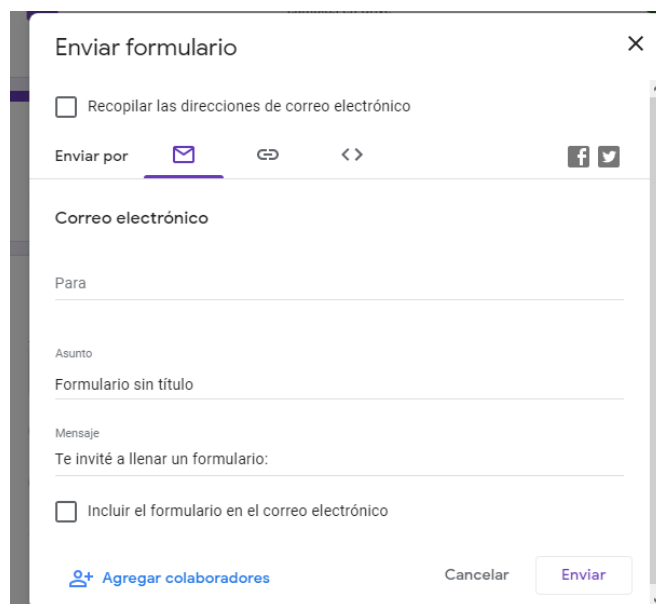 Enviar formulario
Recopilar las direcciones de correo electrónico
Enviar por
Correo electrónico
Para
Asunto
Formulario sin título
Mensaje
Te invité a llenar un formulario:
Incluir el formulario en el correo electrónico
Agregar colaboradores
Cancelar
Enviar